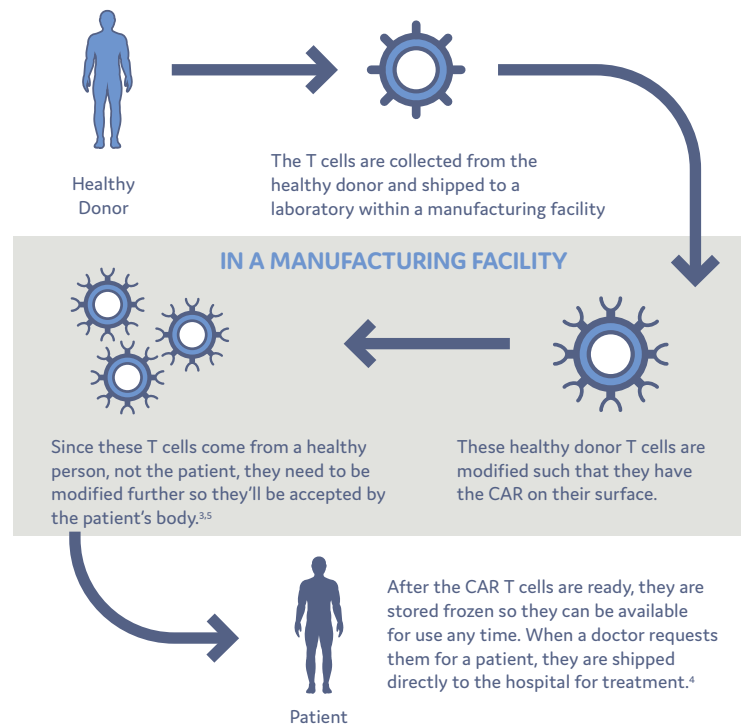 Healthy
Donor
The T cells are collected from the
healthy donor and shipped to a
laboratory within a manufacturing facility
IN A MANUFACTURING FACILITY
These healthy donor T cells are
modified such that they have
the CAR on their surface.
Since these T cells come from a healthy
person, not the patient, they need to be
modified further so they'll be accepted by
the patient's body.3,5
After the CAR T cells are ready, they are
stored frozen so they can be available
for use any time. When a doctor requests
them for a patient, they are shipped
directly to the hospital for treatment.4
Patient